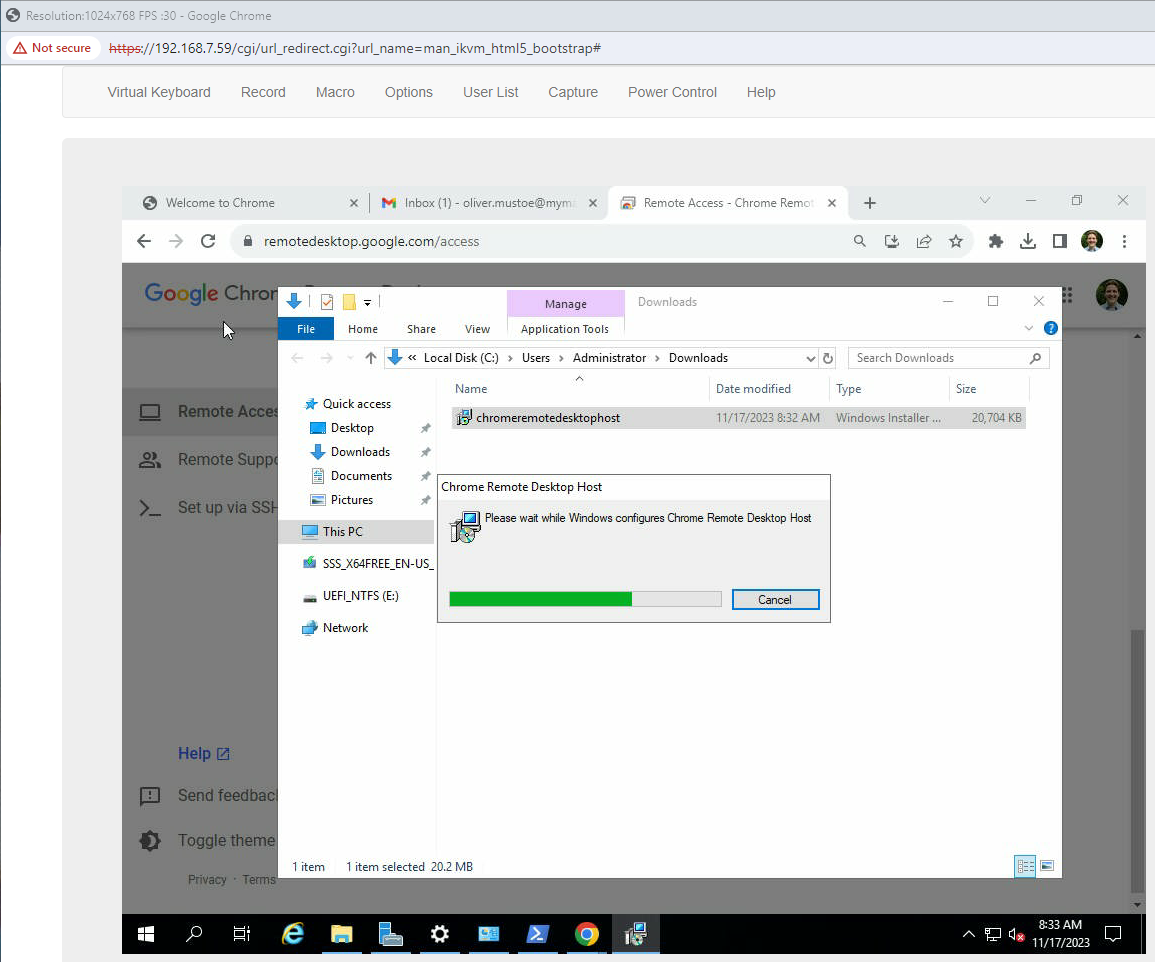 Resolution:1024x768 FPS :30 - Google Chrome
Not secure https://192.168.7.59/cgi/url_redirect.cgi?url_name=man_ikvm_html5_bootstrap#
Virtual Keyboard Record Macro Options User List Capture Power Control Help
Welcome to Chrome Inbox (1) - oliver.mustoe@mym Remote Access - Chrome Remot
remotedesktop.google.com/access
Google Chro
Manage Downloads
File Home Share View Application Tools
« Local Disk (C:) › Users › Administrator › Downloads Search Downloads
Name Date modified Type Size
chromeremotedesktophost 11/17/2023 8:32 AM Windows Installer ... 20,704 KB
Quick access
Desktop
Downloads
Documents
Pictures
This PC
SSS_X64FREE_EN-US_
UEFI_NTFS (E:)
Network
Remote Acces
Remote Suppo
Set up via SSH
Chrome Remote Desktop Host
Please wait while Windows configures Chrome Remote Desktop Host
Cancel
Help
Send feedbac
Toggle theme
Privacy · Terms
1 item 1 item selected 20.2 MB
8:33 AM
11/17/2023